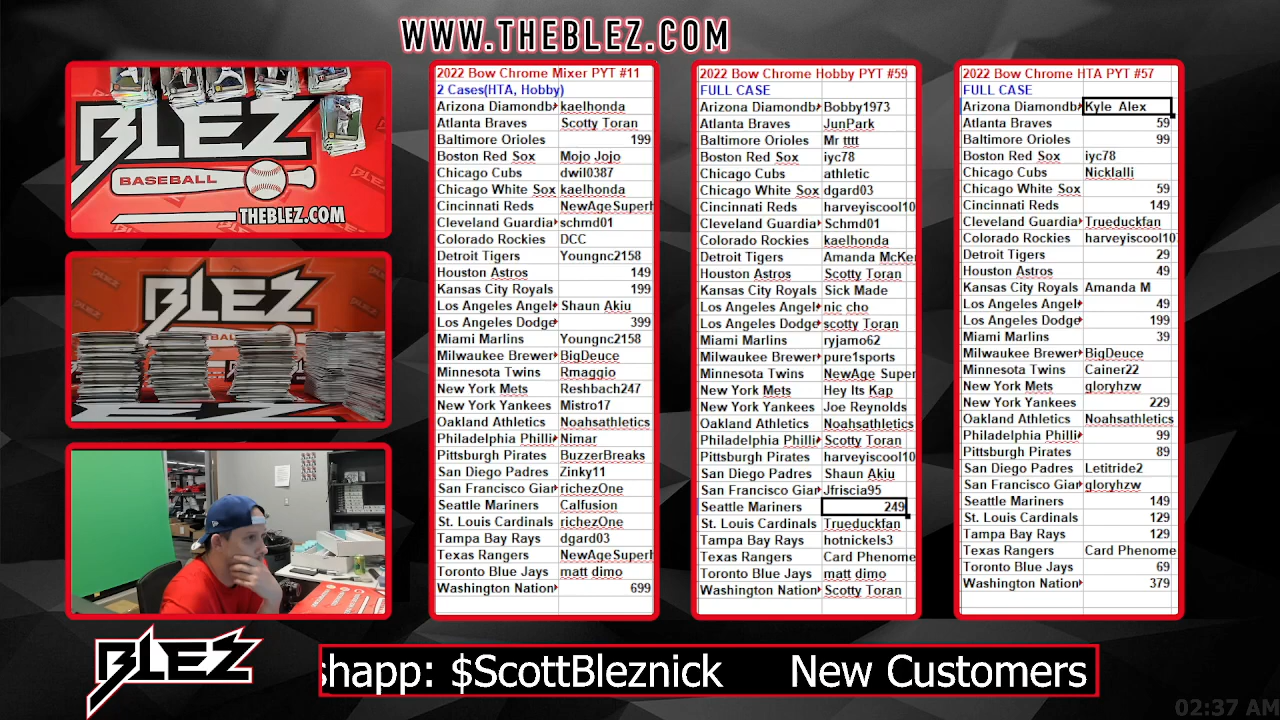 WWW.THEBLEZ.COM
BLEZ
BASEBALL
THEBLEZ.COM
BLEZ
2022 Bow Chrome Mixer PYT #11
2 Cases(HTA, Hobby)
Arizona Diamondb kaelhonda
Atlanta Braves Scotty Toran
Baltimore Orioles 199
Boston Red Sox Mojo Jojo
Chicago Cubs dwil0387
Chicago White Sox kaelhonda
Cincinnati Reds NewAgeSuperh
Cleveland Guardia schmd01
Colorado Rockies DCC
Detroit Tigers Youngnc2158
Houston Astros 149
Kansas City Royals 199
Los Angeles Angel Shaun Akiu
Los Angeles Dodge 399
Miami Marlins Youngnc2158
Milwaukee Brewer BigDeuce
Minnesota Twins Rmaggio
New York Mets Reshbach247
New York Yankees Mistro17
Oakland Athletics Noahsathletics
Philadelphia Philli Nimar
Pittsburgh Pirates BuzzerBreaks
San Diego Padres Zinky11
San Francisco Giar richezOne
Seattle Mariners Calfusion
St. Louis Cardinals richezOne
Tampa Bay Rays dgard03
Texas Rangers NewAgeSuperh
Toronto Blue Jays matt dimo
Washington Nation 699
2022 Bow Chrome Hobby PYT #59
FULL CASE
Arizona Diamondb Bobby1973
Atlanta Braves JunPark
Baltimore Orioles Mr tttt
Boston Red Sox iyc78
Chicago Cubs athletic
Chicago White Sox dgard03
Cincinnati Reds harveyiscool10
Cleveland Guardia Schmd01
Colorado Rockies kaelhonda
Detroit Tigers Amanda McKe
Houston Astros Scotty Toran
Kansas City Royals Sick Made
Los Angeles Angel nic cho
Los Angeles Dodge scotty Toran
Miami Marlins ryjamo62
Milwaukee Brewer pure1sports
Minnesota Twins NewAge Super
New York Mets Hey Its Kap
New York Yankees Joe Reynolds
Oakland Athletics Noahsathletics
Philadelphia Philli Scotty Toran
Pittsburgh Pirates harveyiscool10
San Diego Padres Shaun Akiu
San Francisco Giar Jfriscia95
Seattle Mariners 249
St. Louis Cardinals Trueduckfan
Tampa Bay Rays hotnickels3
Texas Rangers Card Phenome
Toronto Blue Jays matt dimo
Washington Nation Scotty Toran
2022 Bow Chrome HTA PYT #57
FULL CASE
Arizona Diamondb Kyle Alex
Atlanta Braves 59
Baltimore Orioles 99
Boston Red Sox iyc78
Chicago Cubs Nicklalli
Chicago White Sox 59
Cincinnati Reds 149
Cleveland Guardia Trueduckfan
Colorado Rockies harveyiscool10
Detroit Tigers 29
Houston Astros 49
Kansas City Royals Amanda M
Los Angeles Angel 49
Los Angeles Dodge 199
Miami Marlins 39
Milwaukee Brewer BigDeuce
Minnesota Twins Cainer22
New York Mets gloryhzw
New York Yankees 229
Oakland Athletics Noahsathletics
Philadelphia Philli 99
Pittsburgh Pirates 89
San Diego Padres Letitride2
San Francisco Giar gloryhzw
Seattle Mariners 149
St. Louis Cardinals 129
Tampa Bay Rays 129
Texas Rangers Card Phenome
Toronto Blue Jays 69
Washington Nation 379
BLEZ
shapp: $ScottBleznick New Customers
02:37 AM